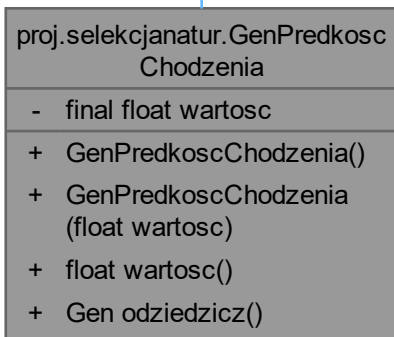 proj.selekcjanatur.GenPredkosc
Chodzenia
- final float wartosc
+ GenPredkoscChodzenia()
+ GenPredkoscChodzenia
(float wartosc)
+ float wartosc()
+ Gen odziedzicz()